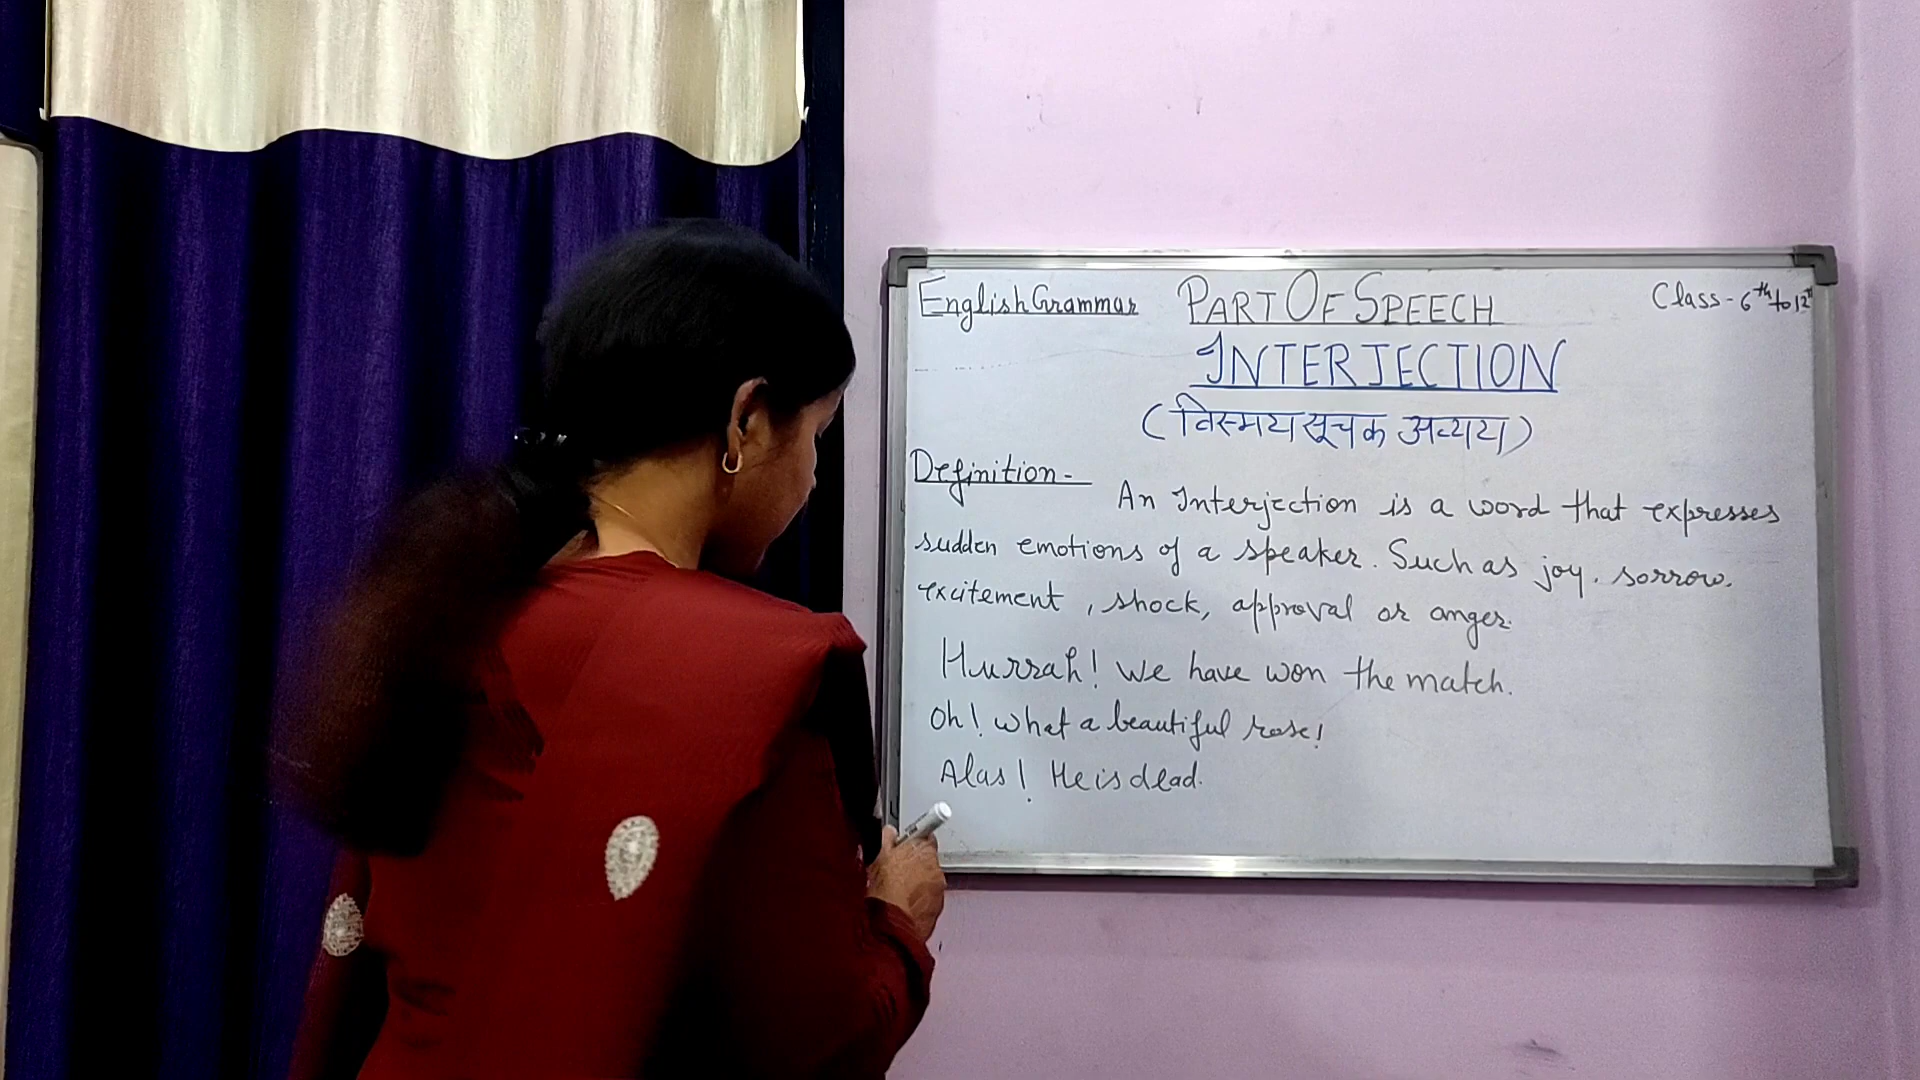 English Grammar PART OF SPEECH Class - 6th to 12th
INTERJECTION
(विस्मय सूचक अव्यय)
Definition -
An Interjection is a word that expresses
sudden emotions of a speaker. Such as joy, sorrow,
excitement, shock, approval or anger.
Hurrah! We have won the match.
Oh! what a beautiful rose!
Alas! He is dead.